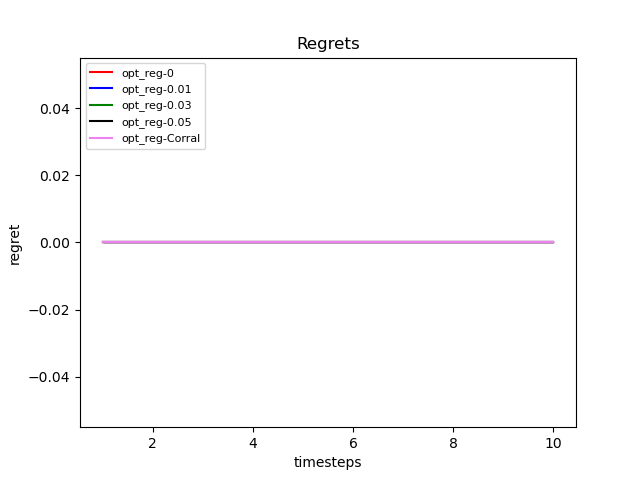 Regrets
opt_reg-0
opt_reg-0.01
opt_reg-0.03
opt_reg-0.05
opt_reg-Corral
0.04
0.02
0.00
−0.02
−0.04
regret
2 4 6 8 10
timesteps